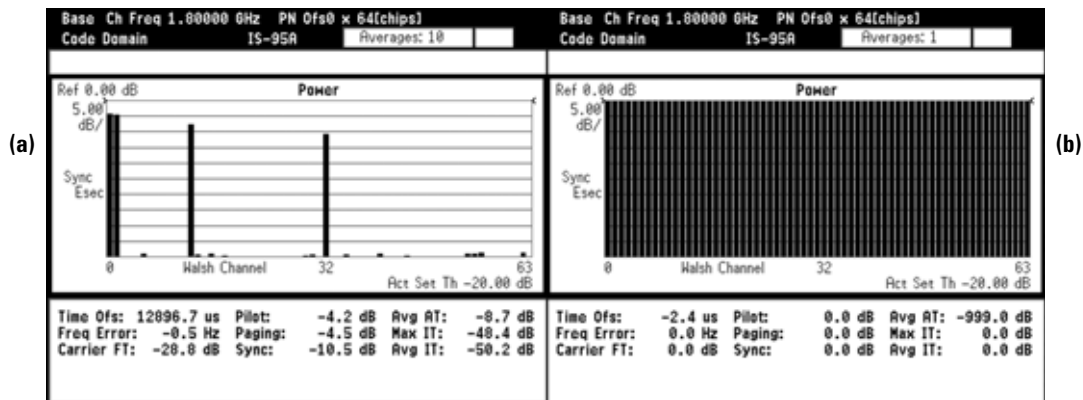 (a)
Base Ch Freq 1.80000 GHz PN Ofs0 x 64[chips]
Code Domain IS-95A Averages: 10
Ref 0.00 dB Power
5.00
dB/
Sync
Esec
0 Walsh Channel 32 63
Act Set Th -20.00 dB
Time Ofs: 12896.7 us Pilot: -4.2 dB Avg AT: -8.7 dB
Freq Error: -0.5 Hz Paging: -4.5 dB Max IT: -48.4 dB
Carrier FT: -28.8 dB Sync: -10.5 dB Avg IT: -50.2 dB
Base Ch Freq 1.80000 GHz PN Ofs0 x 64[chips]
Code Domain IS-95A Averages: 1
Ref 0.00 dB Power
5.00
dB/
Sync
Esec
0 Walsh Channel 32 63
Act Set Th -20.00 dB
Time Ofs: -2.4 us Pilot: 0.0 dB Avg AT: -999.0 dB
Freq Error: 0.0 Hz Paging: 0.0 dB Max IT: 0.0 dB
Carrier FT: 0.0 dB Sync: 0.0 dB Avg IT: 0.0 dB
(b)